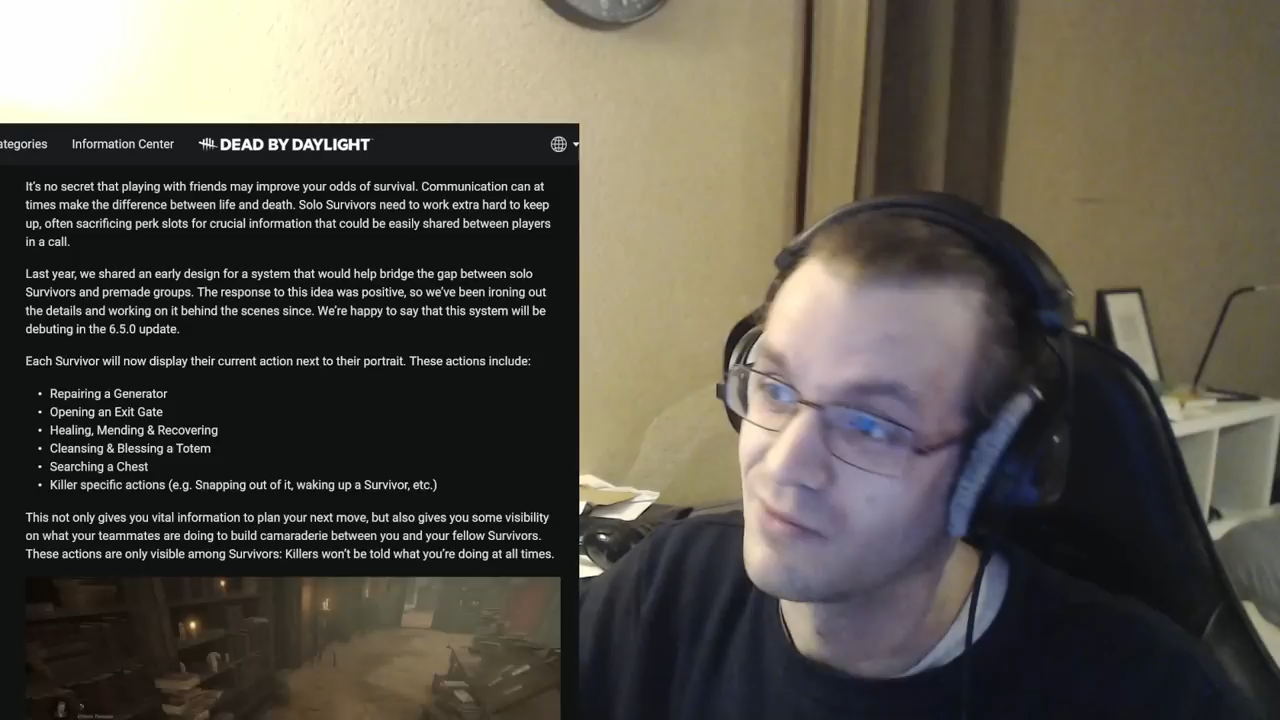 ategories Information Center DEAD BY DAYLIGHT
It's no secret that playing with friends may improve your odds of survival. Communication can at
times make the difference between life and death. Solo Survivors need to work extra hard to keep
up, often sacrificing perk slots for crucial information that could be easily shared between players
in a call.
Last year, we shared an early design for a system that would help bridge the gap between solo
Survivors and premade groups. The response to this idea was positive, so we've been ironing out
the details and working on it behind the scenes since. We're happy to say that this system will be
debuting in the 6.5.0 update.
Each Survivor will now display their current action next to their portrait. These actions include:
• Repairing a Generator
• Opening an Exit Gate
• Healing, Mending & Recovering
• Cleansing & Blessing a Totem
• Searching a Chest
• Killer specific actions (e.g. Snapping out of it, waking up a Survivor, etc.)
This not only gives you vital information to plan your next move, but also gives you some visibility
on what your teammates are doing to build camaraderie between you and your fellow Survivors.
These actions are only visible among Survivors: Killers won't be told what you're doing at all times.